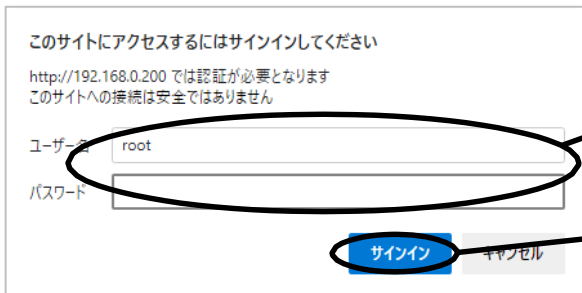 このサイトにアクセスするにはサインインしてください
http://192.168.0.200 では認証が必要となります
このサイトへの接続は安全ではありません
ユーザー名 root
パスワード
サインイン キャンセル